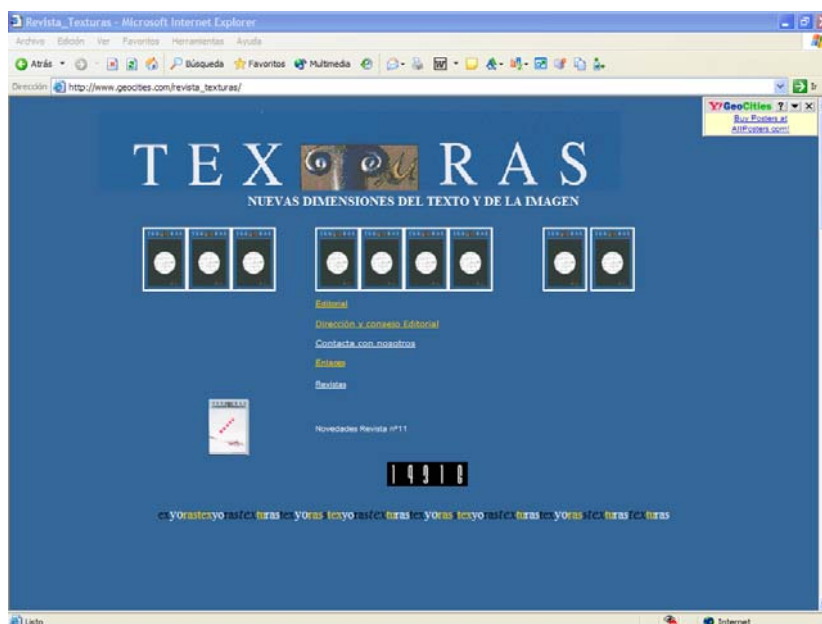 Revista_Texturas - Microsoft Internet Explorer
Archivo Edición Ver Favoritos Herramientas Ayuda
Atrás Búsqueda Favoritos Multimedia
Dirección http://www.geocities.com/revista_texturas/ Ir
Y! GeoCities
Buy Posters at
AllPosters.com!
TEX RAS
NUEVAS DIMENSIONES DEL TEXTO Y DE LA IMAGEN
Editorial
Dirección y consejo Editorial
Contacta con nosotros
Enlaces
Revistas
Novedades Revista nº11
exyorastexyorastexturastexyorastexyorastexturastexyorastexyorastexturastexyorastexturastexturas
Listo Internet